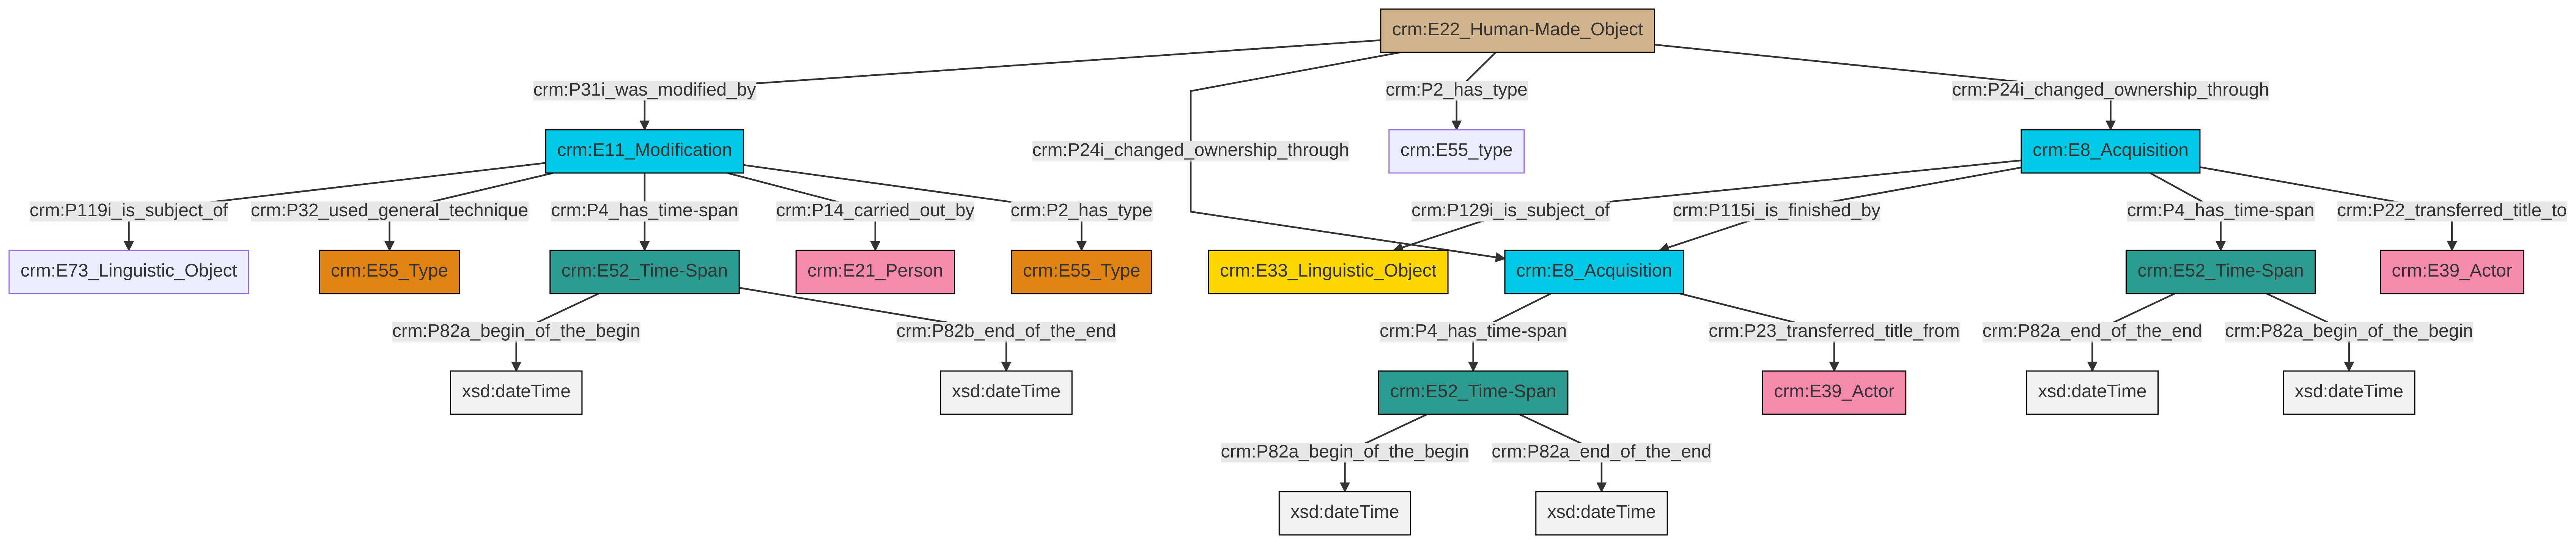 crm:E22_Human-Made_Object
crm:P31i_was_modified_by
crm:P2_has_type
crm:P24i_changed_ownership_through
crm:E11_Modification
crm:P24i_changed_ownership_through
crm:E55_type
crm:E8_Acquisition
crm:P119i_is_subject_of
crm:P32_used_general_technique
crm:P4_has_time-span
crm:P14_carried_out_by
crm:P2_has_type
crm:P129i_is_subject_of
crm:P115i_is_finished_by
crm:P4_has_time-span
crm:P22_transferred_title_to
crm:E73_Linguistic_Object
crm:E55_Type
crm:E52_Time-Span
crm:E21_Person
crm:E55_Type
crm:E33_Linguistic_Object
crm:E8_Acquisition
crm:E52_Time-Span
crm:E39_Actor
crm:P82a_begin_of_the_begin
crm:P82b_end_of_the_end
crm:P4_has_time-span
crm:P23_transferred_title_from
crm:P82a_end_of_the_end
crm:P82a_begin_of_the_begin
xsd:dateTime
xsd:dateTime
crm:E52_Time-Span
crm:E39_Actor
xsd:dateTime
xsd:dateTime
crm:P82a_begin_of_the_begin
crm:P82a_end_of_the_end
xsd:dateTime
xsd:dateTime